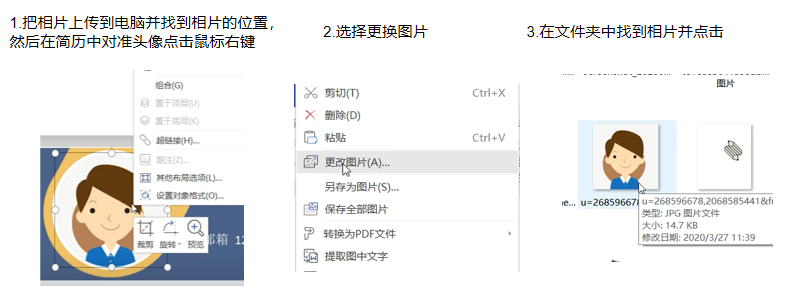 1.把相片上传到电脑并找到相片的位置，
然后在简历中对准头像点击鼠标右键
2.选择更换图片
3.在文件夹中找到相片并点击
组合(G)
置于顶层(U)
置于底层(K)
超链接(H)...
题注(Z)...
其他布局选项(L)...
设置对象格式(O)...
裁剪 旋转 预览
邮箱 12
剪切(T) Ctrl+X
删除(D)
粘贴 Ctrl+V
更改图片(A)...
另存为图片(S)...
保存全部图片
转换为PDF文件
提取图中文字
图片
u=268596678,2068585441&f
类型: JPG 图片文件
大小: 14.7 KB
修改日期: 2020/3/27 11:39